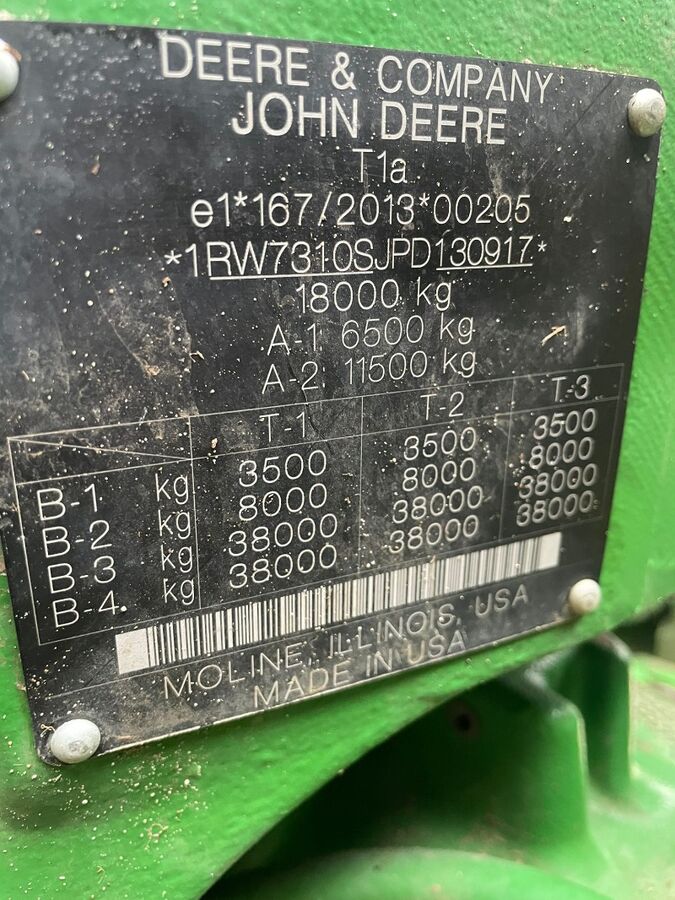 DEERE & COMPANY
JOHN DEERE
T1a
e1*167/2013*00205
*1RW7310SJPD130917*
18000 kg
A-1 6500 kg
A-2 11500 kg
T-1 T-2 T-3
B-1 kg 3500 3500 3500
B-2 kg 8000 8000 8000
B-3 kg 38000 38000 38000
B-4 kg 38000 38000 38000
MOLINE, ILLINOIS, USA
MADE IN USA